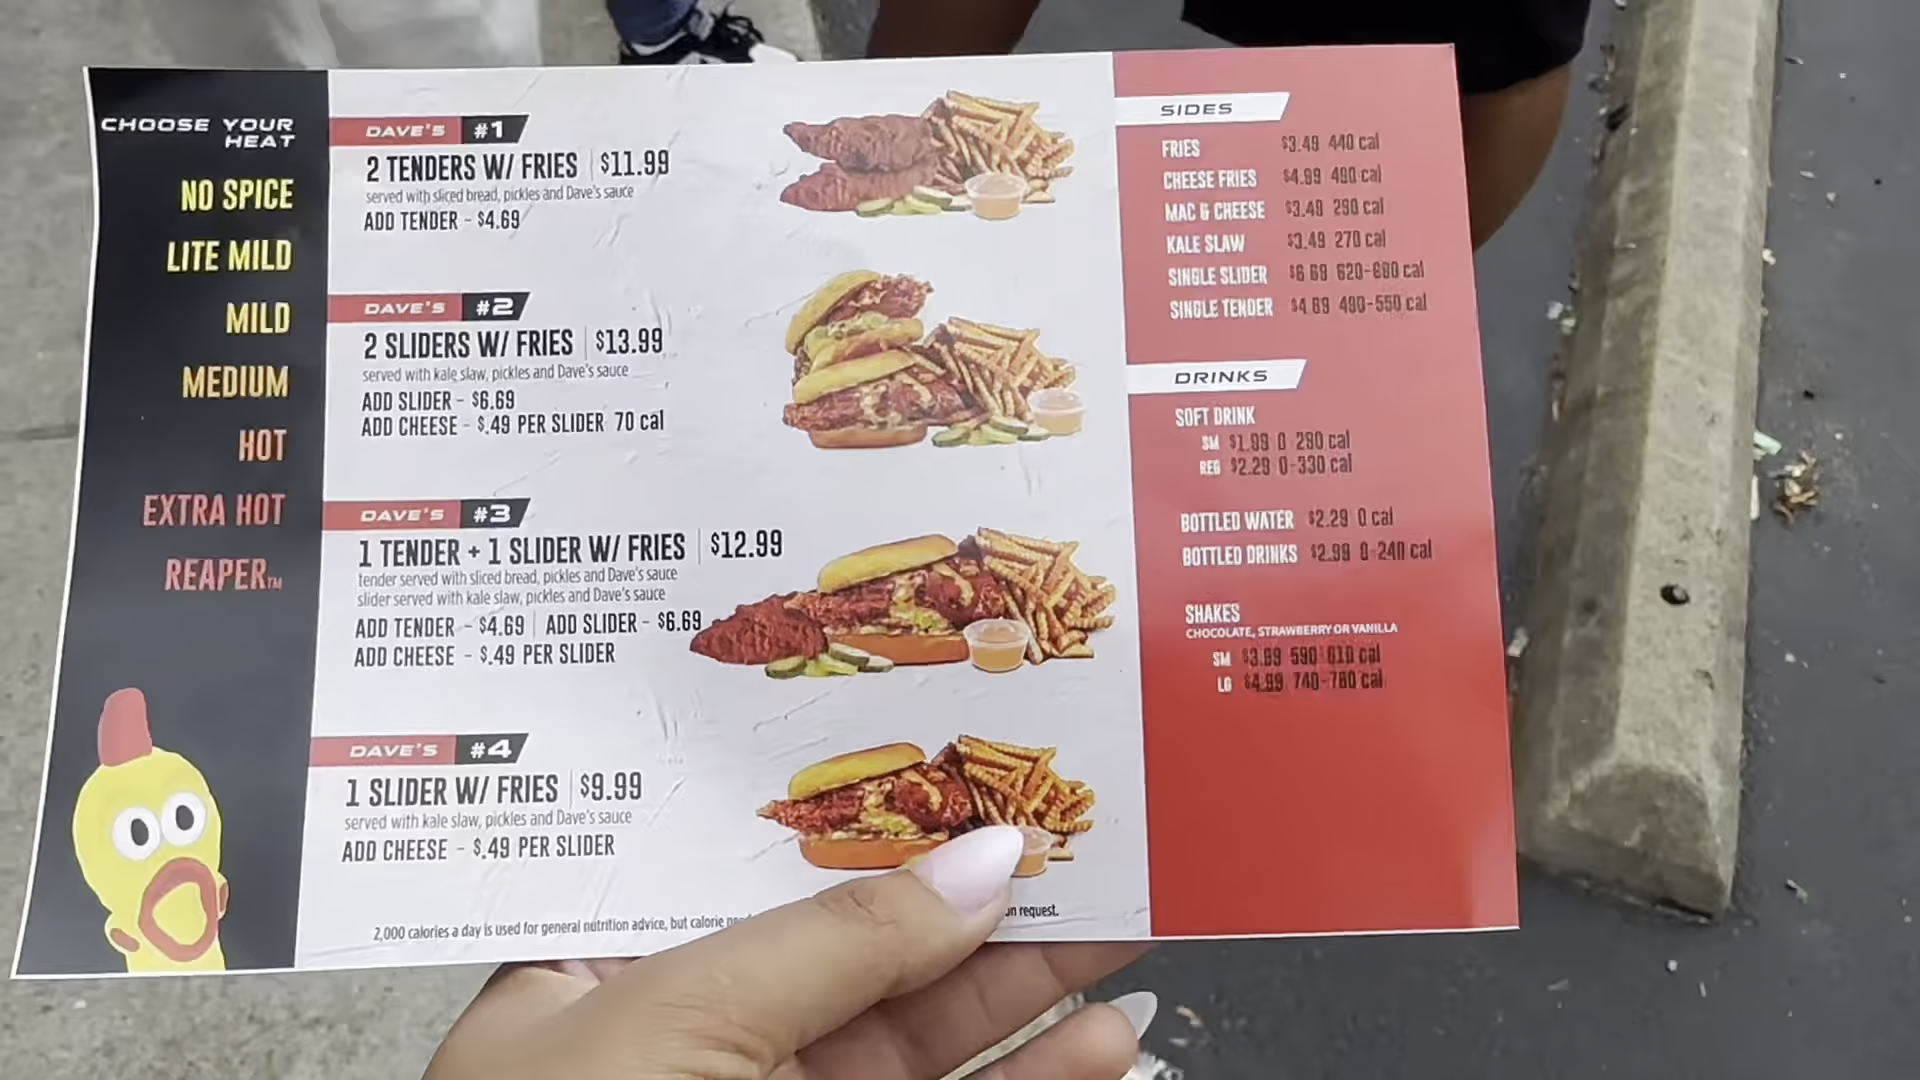 CHOOSE YOUR
HEAT
NO SPICE
LITE MILD
MILD
MEDIUM
HOT
EXTRA HOT
REAPER™
DAVE'S #1
2 TENDERS W/ FRIES | $11.99
served with sliced bread, pickles and Dave's sauce
ADD TENDER - $4.69
DAVE'S #2
2 SLIDERS W/ FRIES | $13.99
served with kale slaw, pickles and Dave's sauce
ADD SLIDER - $6.69
ADD CHEESE - $.49 PER SLIDER 70 cal
DAVE'S #3
1 TENDER + 1 SLIDER W/ FRIES | $12.99
tender served with sliced bread, pickles and Dave's sauce
slider served with kale slaw, pickles and Dave's sauce
ADD TENDER - $4.69 | ADD SLIDER - $6.69
ADD CHEESE - $.49 PER SLIDER
DAVE'S #4
1 SLIDER W/ FRIES | $9.99
served with kale slaw, pickles and Dave's sauce
ADD CHEESE - $.49 PER SLIDER
2,000 calories a day is used for general nutrition advice, but calorie request.
SIDES
FRIES $3.49 440 cal
CHEESE FRIES $4.99 490 cal
MAC & CHEESE $3.49 290 cal
KALE SLAW $3.49 270 cal
SINGLE SLIDER $6.69 cal
SINGLE TENDER $4.69 490-550 cal
DRINKS
SOFT DRINK
SM $1.99 0 290 cal
REG $2.29 0-330 cal
BOTTLED WATER $2.29 0 cal
BOTTLED DRINKS $2.99 0-240 cal
SHAKES
CHOCOLATE, STRAWBERRY OR VANILLA
SM $3.99 590 610 cal
LG $4.99 740-780 cal